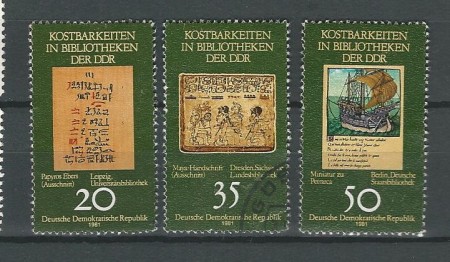 KOSTBARKEITEN
IN BIBLIOTHEKEN
DER DDR
Papyros Ebers
(Ausschnitt)
Leipzig,
Universitätsbibliothek
20
Deutsche Demokratische Republik
1981
KOSTBARKEITEN
IN BIBLIOTHEKEN
DER DDR
Maya-Handschrift
(Ausschnitt)
Dresden, Sächs.
Landesbibliothek
35
Deutsche Demokratische Republik
1981
KOSTBARKEITEN
IN BIBLIOTHEKEN
DER DDR
Miniatur zu
Petrarca
Berlin, Deutsche
Staatsbibliothek
50
Deutsche Demokratische Republik
1981